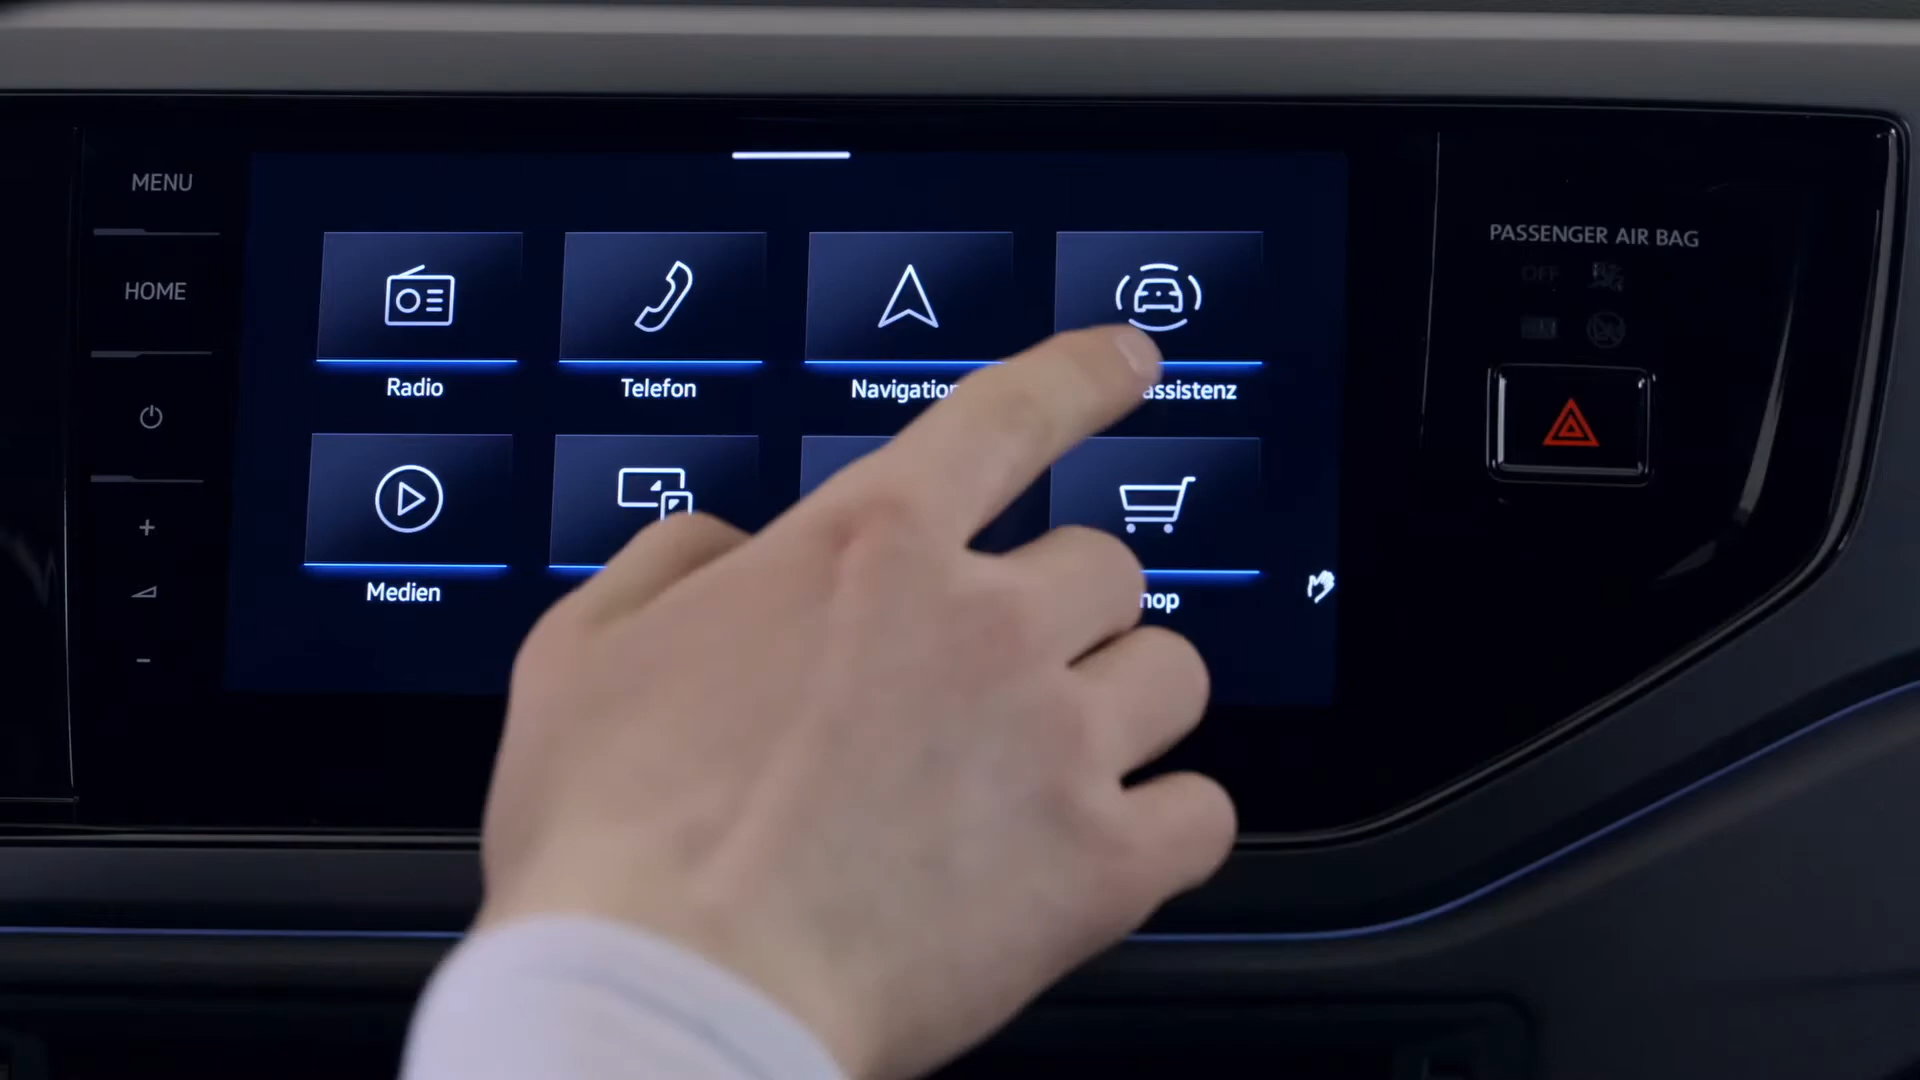 MENU
HOME
Radio
Telefon
Navigation
assistenz
Medien
hop
+
-
PASSENGER AIR BAG
OFF